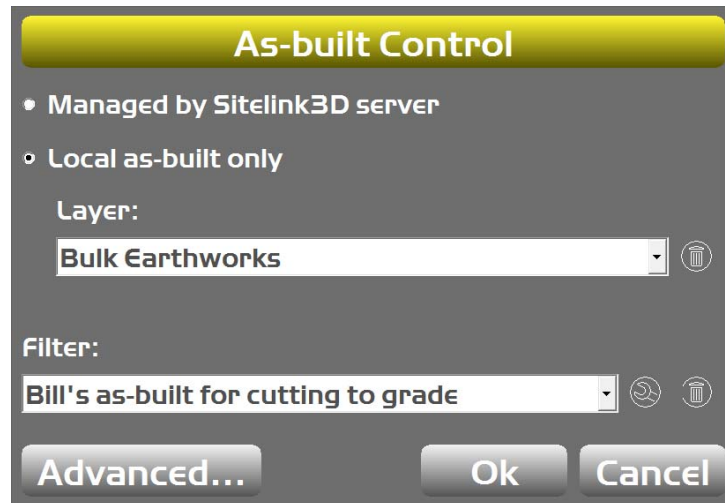 As-built Control
Managed by Sitelink3D server
Local as-built only
Layer:
Bulk Earthworks
Filter:
Bill's as-built for cutting to grade
Advanced... Ok Cancel